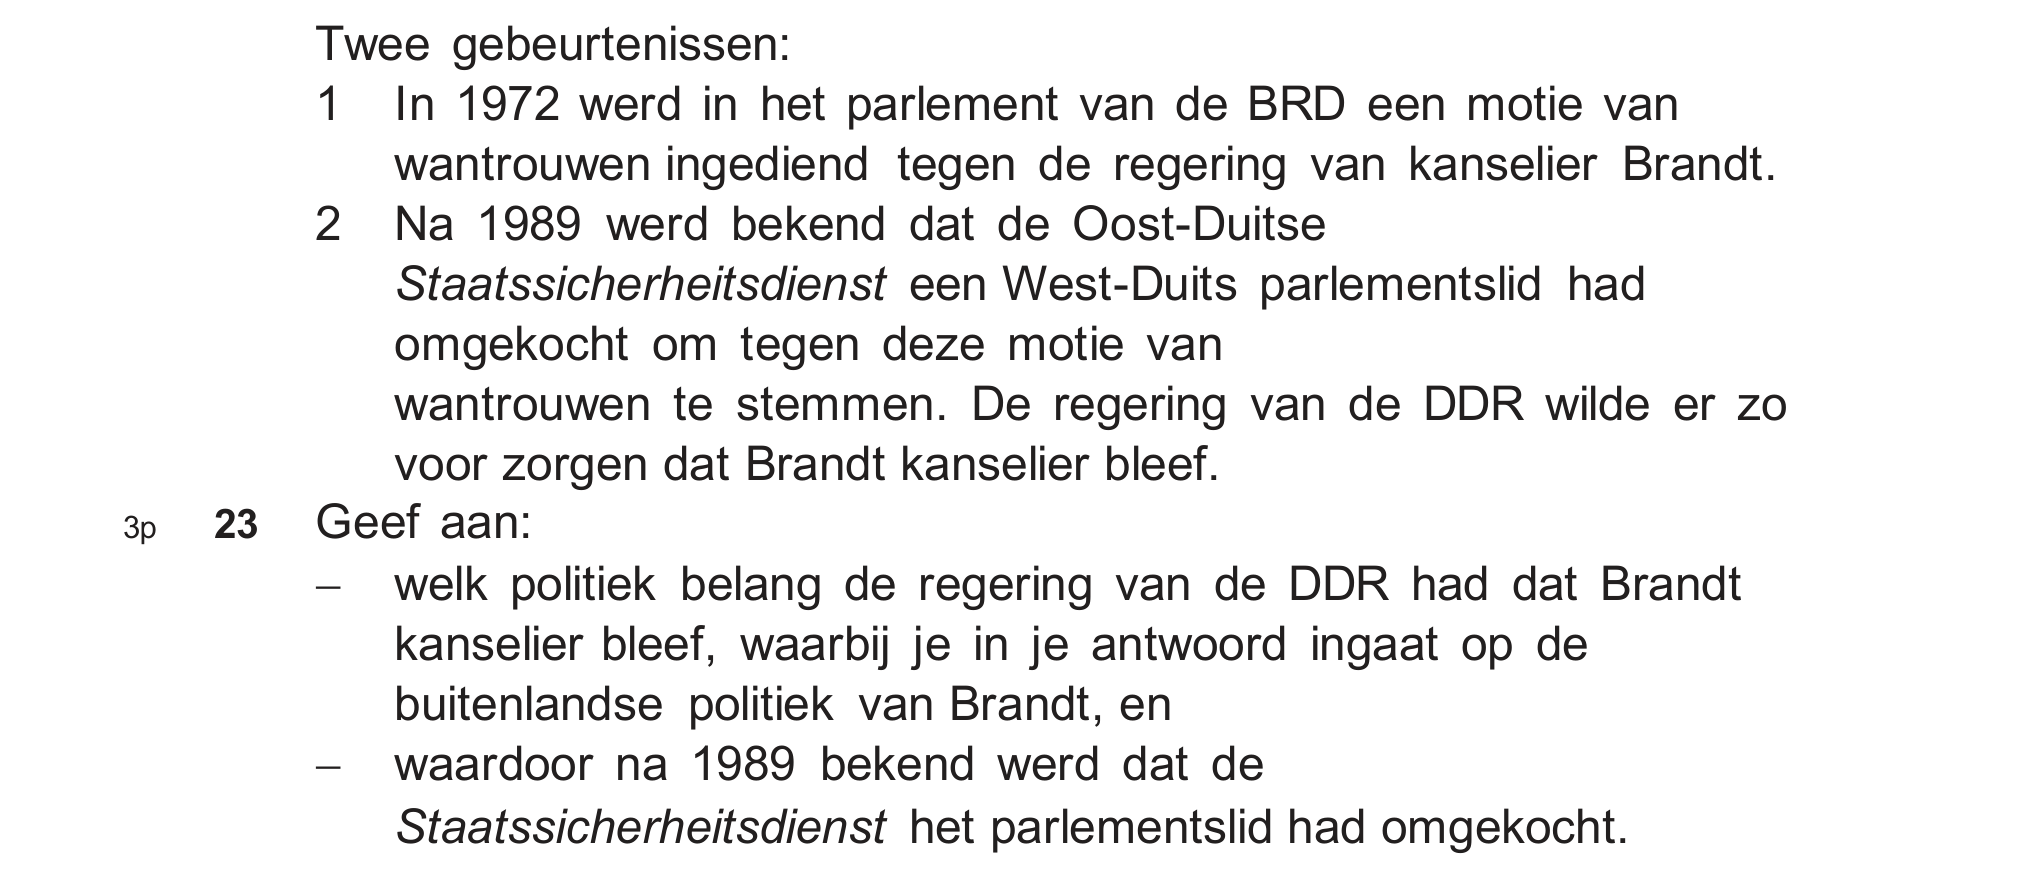 Twee gebeurtenissen:
1 In 1972 werd in het parlement van de BRD een motie van
wantrouwen ingediend tegen de regering van kanselier Brandt.
2 Na 1989 werd bekend dat de Oost-Duitse
Staatssicherheitsdienst een West-Duits parlementslid had
omgekocht om tegen deze motie van
wantrouwen te stemmen. De regering van de DDR wilde er zo
voor zorgen dat Brandt kanselier bleef.
3p 23 Geef aan:
– welk politiek belang de regering van de DDR had dat Brandt
kanselier bleef, waarbij je in je antwoord ingaat op de
buitenlandse politiek van Brandt, en
– waardoor na 1989 bekend werd dat de
Staatssicherheitsdienst het parlementslid had omgekocht.